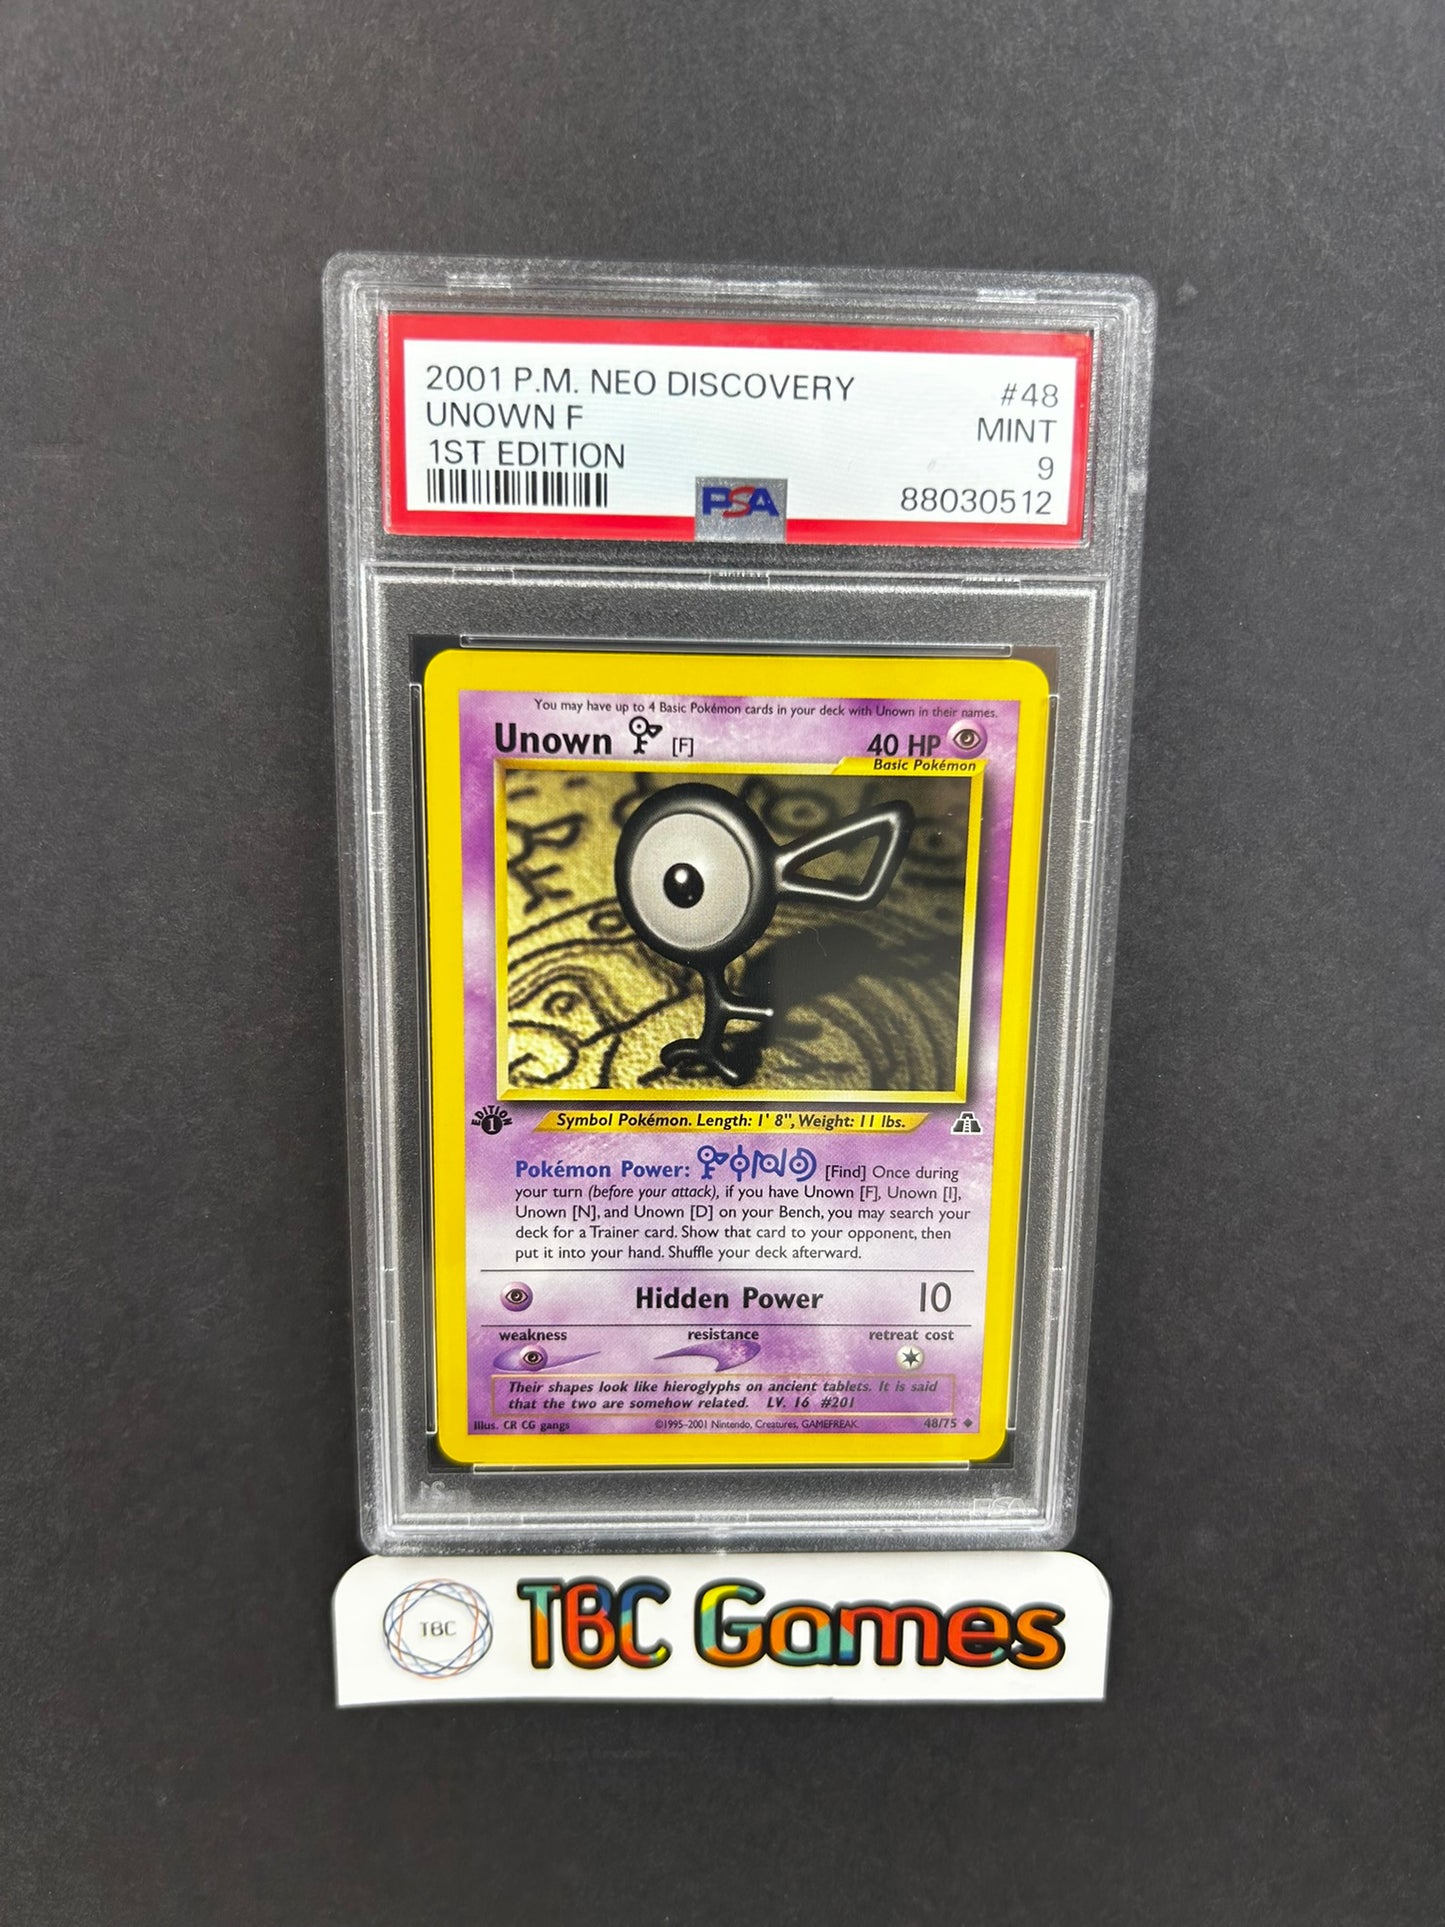 2001 P.M. NEO DISCOVERY #48
UNOWN F MINT
1ST EDITION 9
PSA 88030512
You may have up to 4 Basic Pokémon cards in your deck with Unown in their names.
Unown [F] 40 HP
Basic Pokémon
EDITION 1
Symbol Pokémon. Length: 1' 8", Weight: 11 lbs.
Pokémon Power: [Find] Once during
your turn (before your attack), if you have Unown [F], Unown [I],
Unown [N], and Unown [D] on your Bench, you may search your
deck for a Trainer card. Show that card to your opponent, then
put it into your hand. Shuffle your deck afterward.
Hidden Power 10
weakness resistance retreat cost
Their shapes look like hieroglyphs on ancient tablets. It is said
that the two are somehow related. LV. 16 #201
Illus. CR CG gangs ©1995-2001 Nintendo, Creatures, GAMEFREAK. 48/75
TBC TBC Games